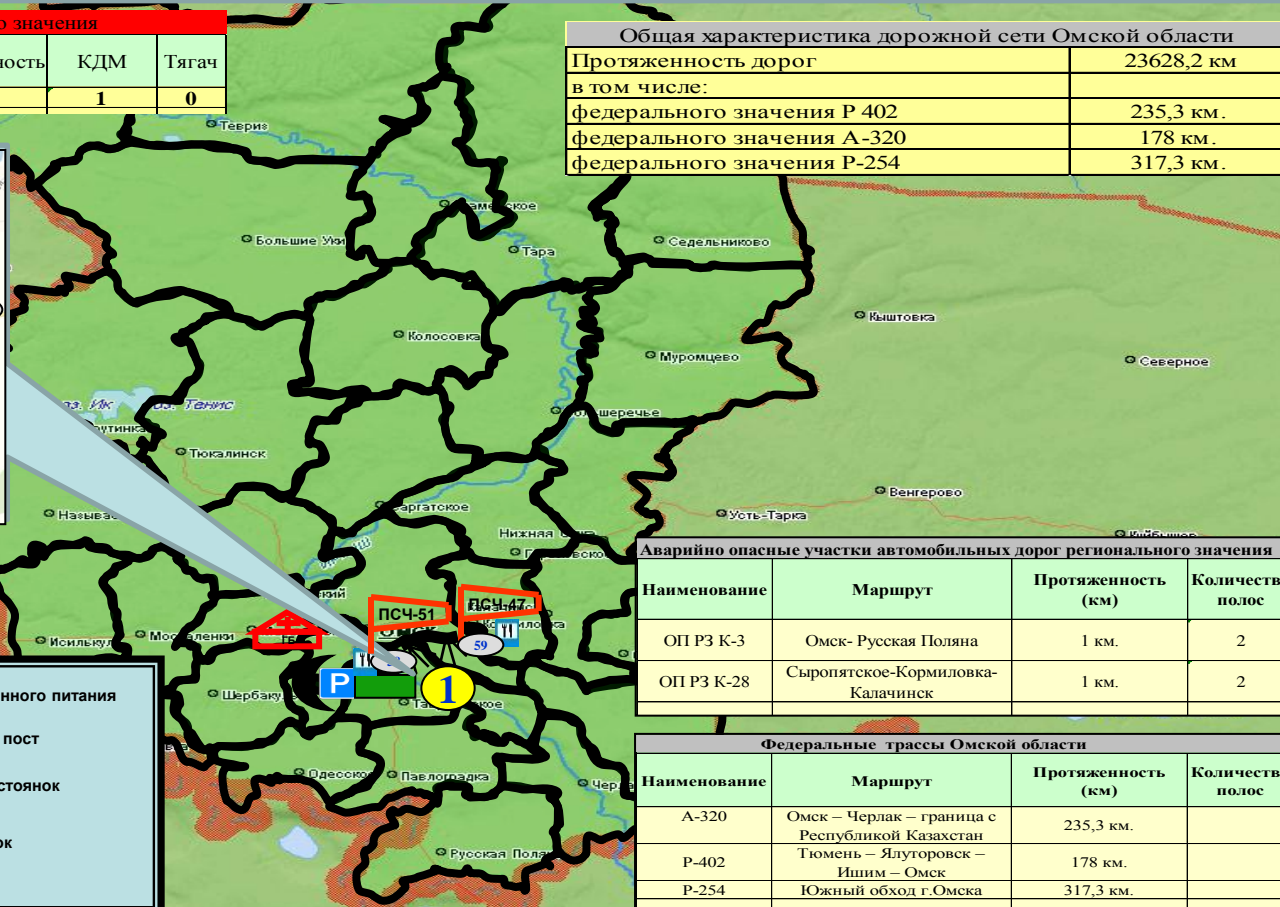 о значения
ность КДМ Тягач
1 0
Общая характеристика дорожной сети Омской области
Протяженность дорог 23628,2 км
в том числе:
федерального значения Р 402 235,3 км.
федерального значения А-320 178 км.
федерального значения Р-254 317,3 км.
Тевриз
Большие Уки
Тара
Седельниково
Колосовка
Муромцево
Кыштовка
Северное
оз. Ик
оз. Тенис
Тюкалинск
Венгерово
Усть-Тарка
Нижняя
Исилькуль
ПСЧ-51
ПСЧ-47
59
P
1
Одесское
Павлоградка
Русская Поляна
Аварийно опасные участки автомобильных дорог регионального значения
Наименование Маршрут Протяженность (км) Количеств полос
ОП РЗ К-3 Омск- Русская Поляна 1 км. 2
ОП РЗ К-28 Сыропятское-Кормиловка- Калачинск 1 км. 2
Федеральные трассы Омской области
Наименование Маршрут Протяженность (км) Количеств полос
А-320 Омск – Черлак – граница с Республикой Казахстан 235,3 км.
Р-402 Тюмень – Ялуторовск – Ишим – Омск 178 км.
Р-254 Южный обход г.Омска 317,3 км.
нного питания
пост
стоянок
ок